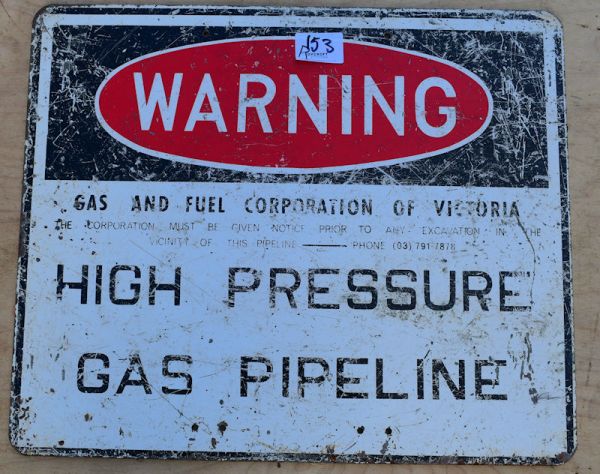 153
WARNING
GAS AND FUEL CORPORATION OF VICTORIA
THE CORPORATION MUST BE GIVEN NOTICE PRIOR TO ANY EXCAVATION IN THE
VICINITY OF THIS PIPELINE —— PHONE (03) 791-7878
HIGH PRESSURE
GAS PIPELINE